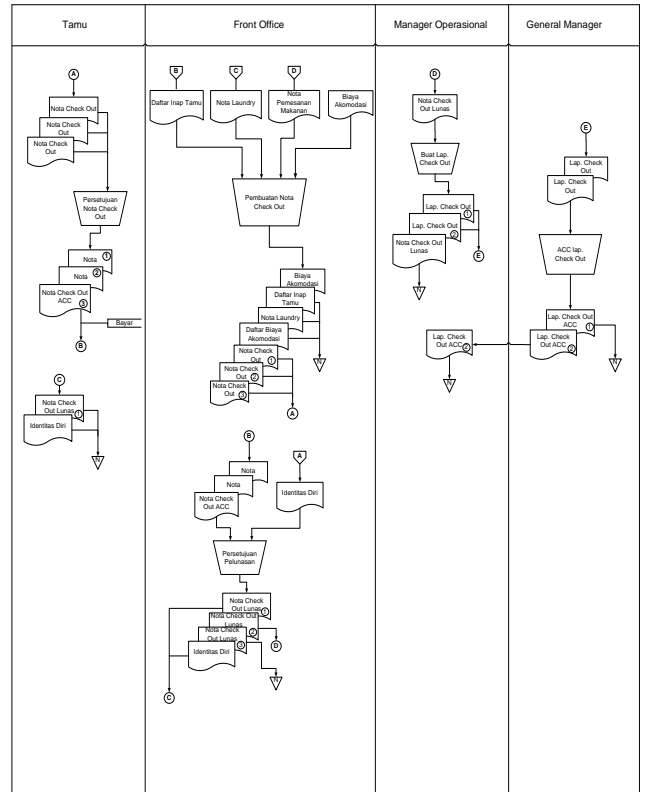 Tamu
Front Office
Manager Operasional
General Manager
A
Nota Check Out
Nota Check
Out
Nota Check
Out
Persetujuan
Nota Check
Out
Nota 1
Nota 2
Nota Check Out
ACC 3
Bayar
B
C
Nota Check
Out Lunas 1
Identitas Diri
N
B
C
D
Daftar Inap Tamu
Nota Laundry
Nota
Pemesanan
Makanan
Biaya
Akomodasi
Pembuatan Nota
Check Out
Biaya
Akomodasi
Daftar Inap
Tamu
Nota Laundry
Daftar Biaya
Akomodasi
Nota Check
Out 1
Nota Check
Out 2
Nota Check
Out 3
N
A
B
A
Nota
Nota
Nota Check
Out ACC
Identitas Diri
Persetujuan
Pelunasan
Nota Check
Out Lunas 1
Nota Check Out
Lunas 2
Nota Check
Out Lunas 3
Identitas Diri
D
N
C
D
Nota Check
Out Lunas
Buat Lap.
Check Out
Lap. Check Out 1
Lap. Check Out 2
Nota Check Out
Lunas
E
N
Lap. Check
Out ACC 2
N
E
Lap. Check
Out
Lap. Check
Out
ACC lap.
Check Out
Lap. Check Out
ACC 1
Lap. Check
Out ACC 2
N